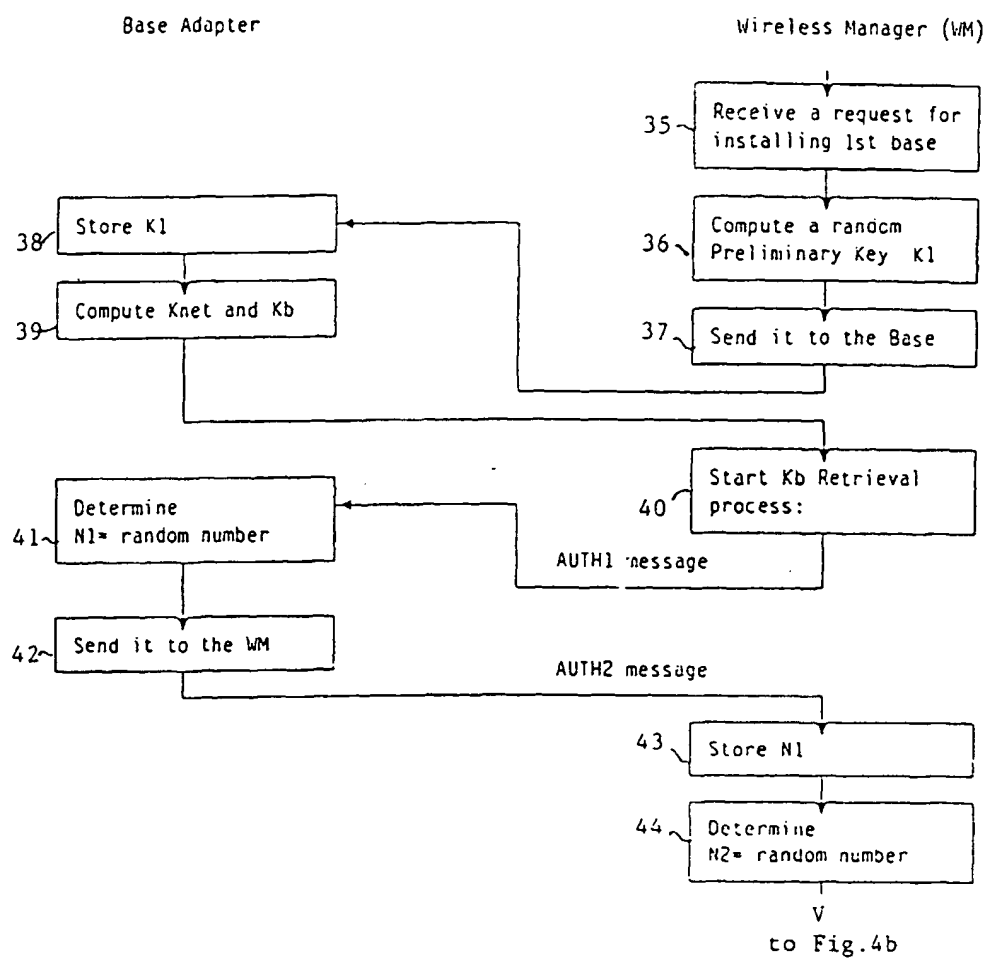 Base Adapter
Wireless Manager (WM)
35
Receive a request for
installing 1st base
36
Compute a random
Preliminary Key K1
37
Send it to the Base
38
Store K1
39
Compute Knet and Kb
40
Start Kb Retrieval
process:
AUTH1 message
41
Determine
N1= random number
42
Send it to the WM
AUTH2 message
43
Store N1
44
Determine
N2= random number
V
to Fig.4b